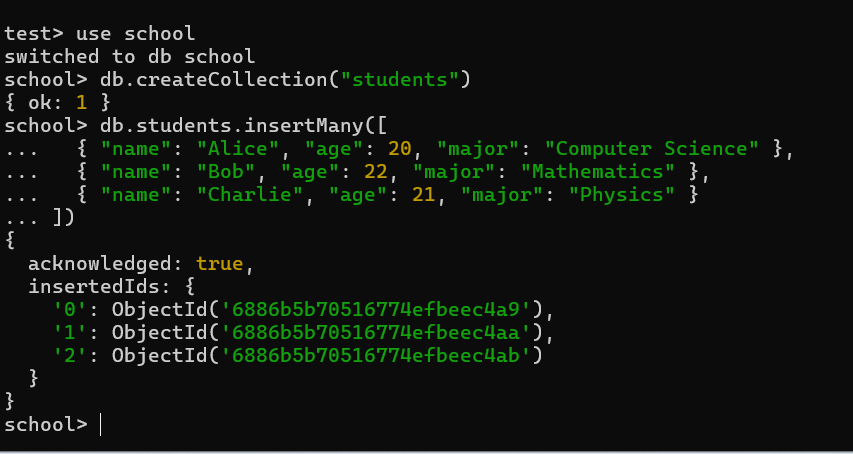 test> use school
switched to db school
school> db.createCollection("students")
{ ok: 1 }
school> db.students.insertMany([
...   { "name": "Alice", "age": 20, "major": "Computer Science" },
...   { "name": "Bob", "age": 22, "major": "Mathematics" },
...   { "name": "Charlie", "age": 21, "major": "Physics" }
... ])
{
  acknowledged: true,
  insertedIds: {
    '0': ObjectId('6886b5b70516774efbeec4a9'),
    '1': ObjectId('6886b5b70516774efbeec4aa'),
    '2': ObjectId('6886b5b70516774efbeec4ab')
  }
}
school>